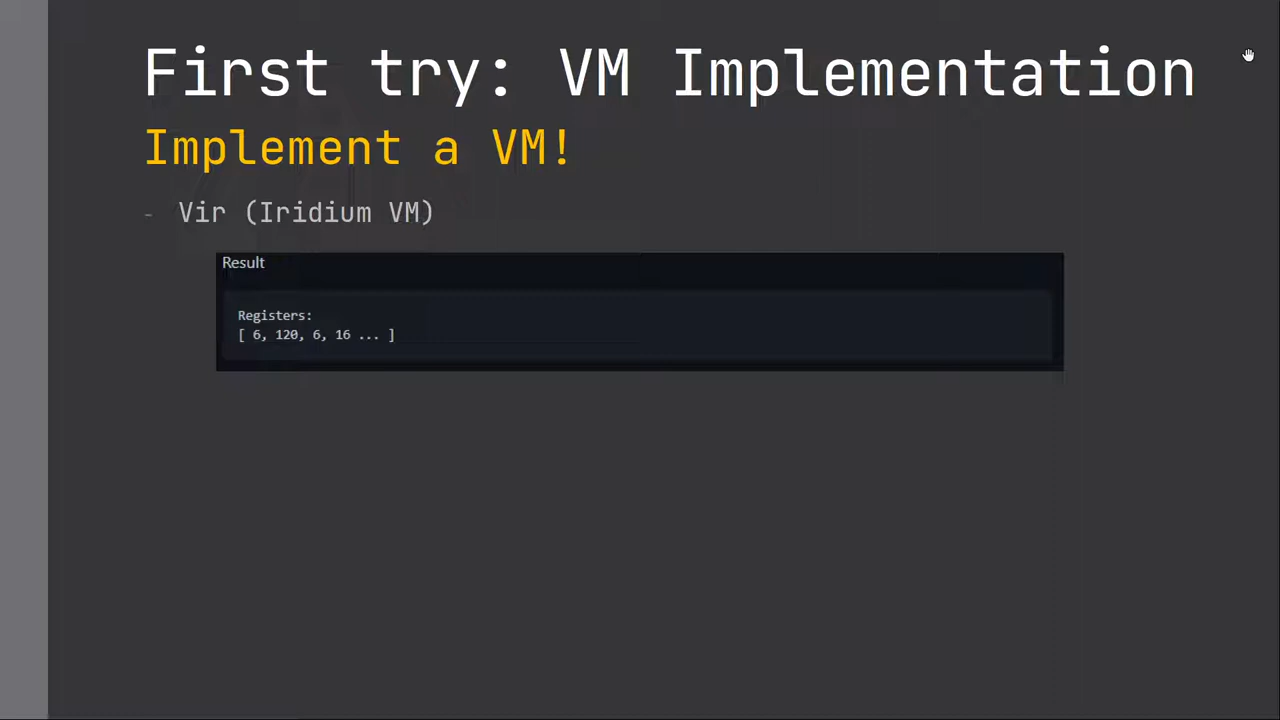 First try: VM Implementation
Implement a VM!
- Vir (Iridium VM)
Result
Registers:
[ 6, 120, 6, 16 ... ]